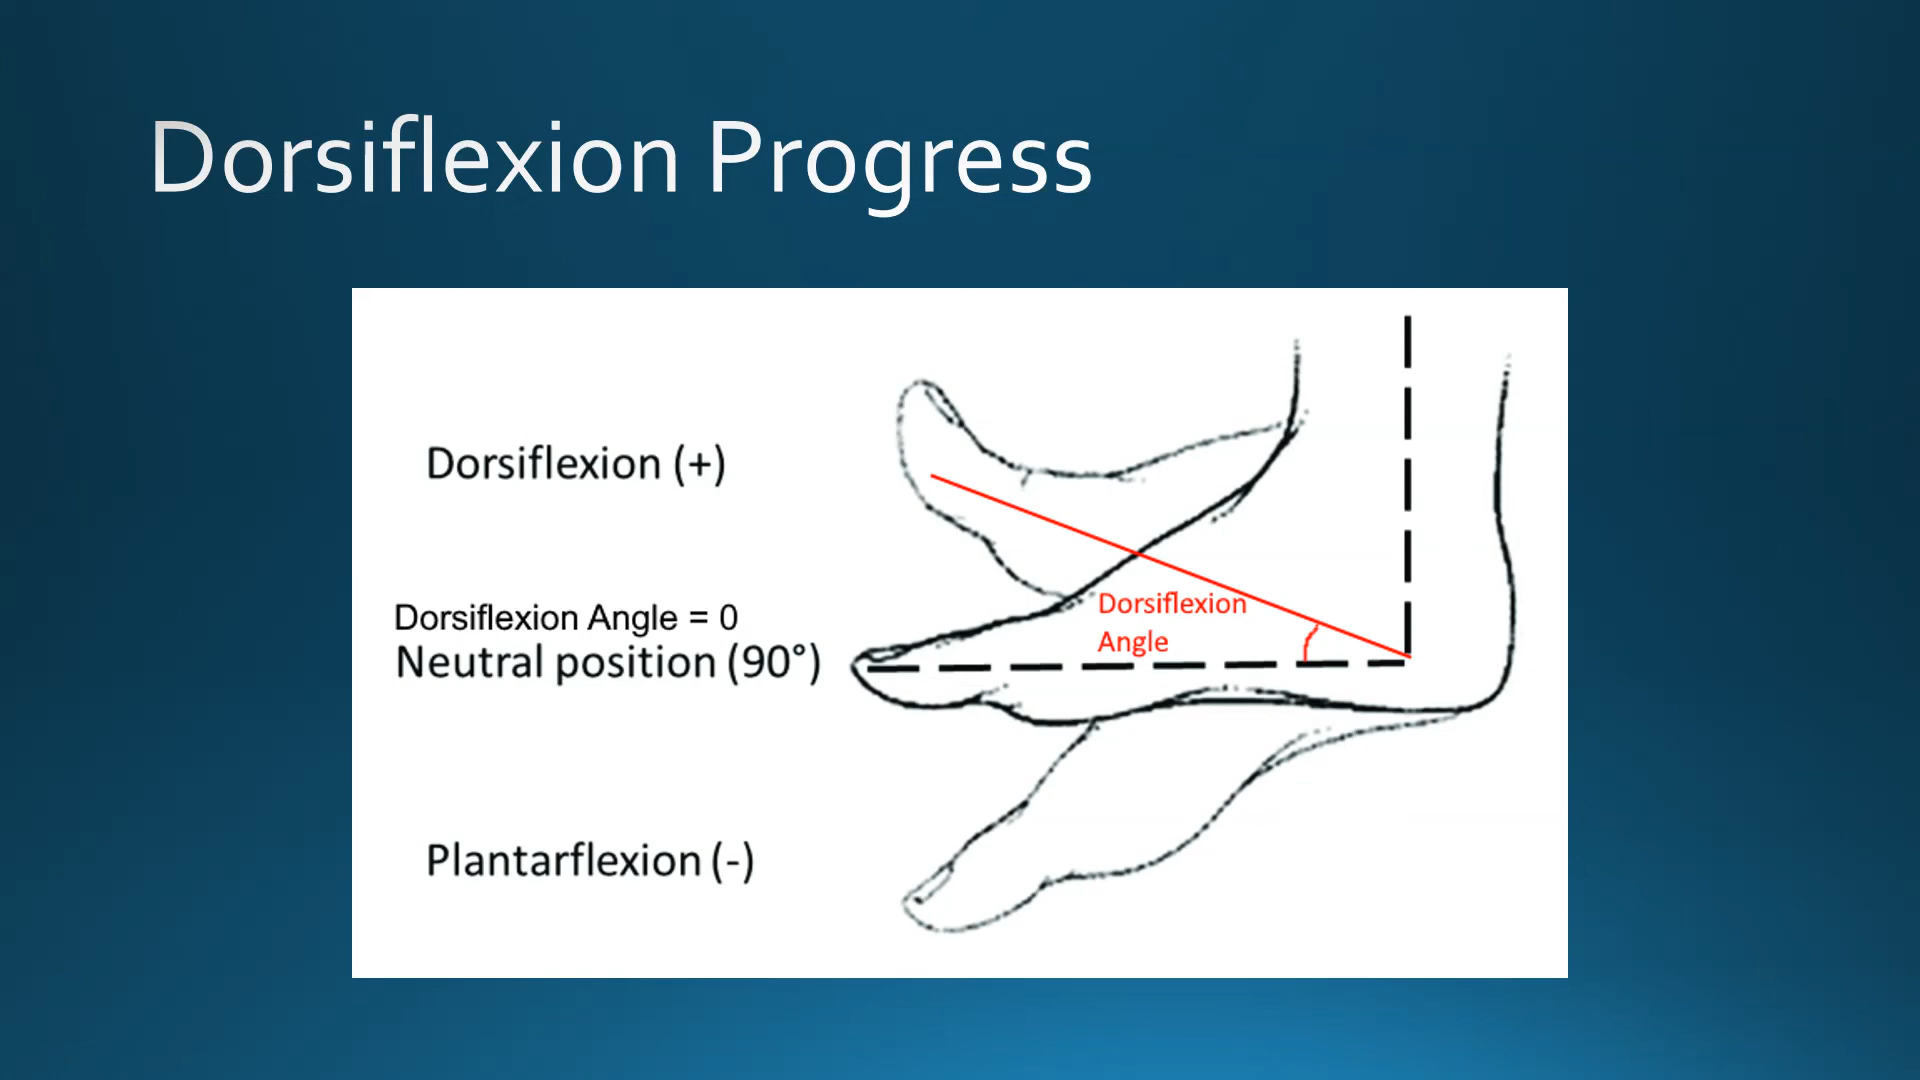 Dorsiflexion Progress
Dorsiflexion (+)
Dorsiflexion Angle = 0
Neutral position (90°)
Dorsiflexion
Angle
Plantarflexion (-)